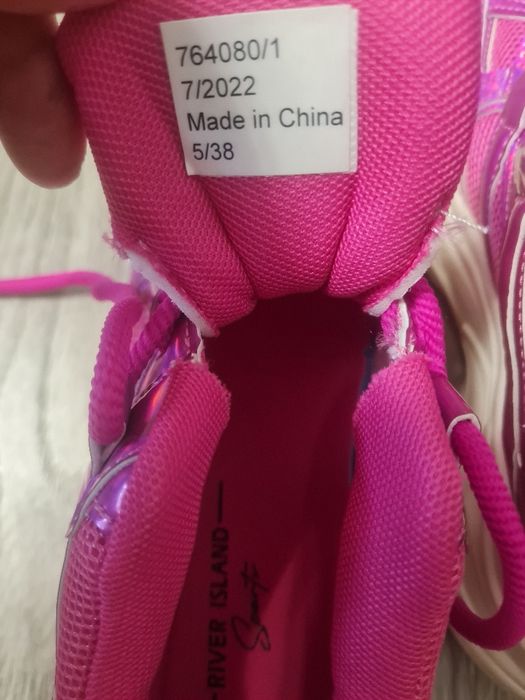 764080/1
7/2022
Made in China
5/38
RIVER ISLAND